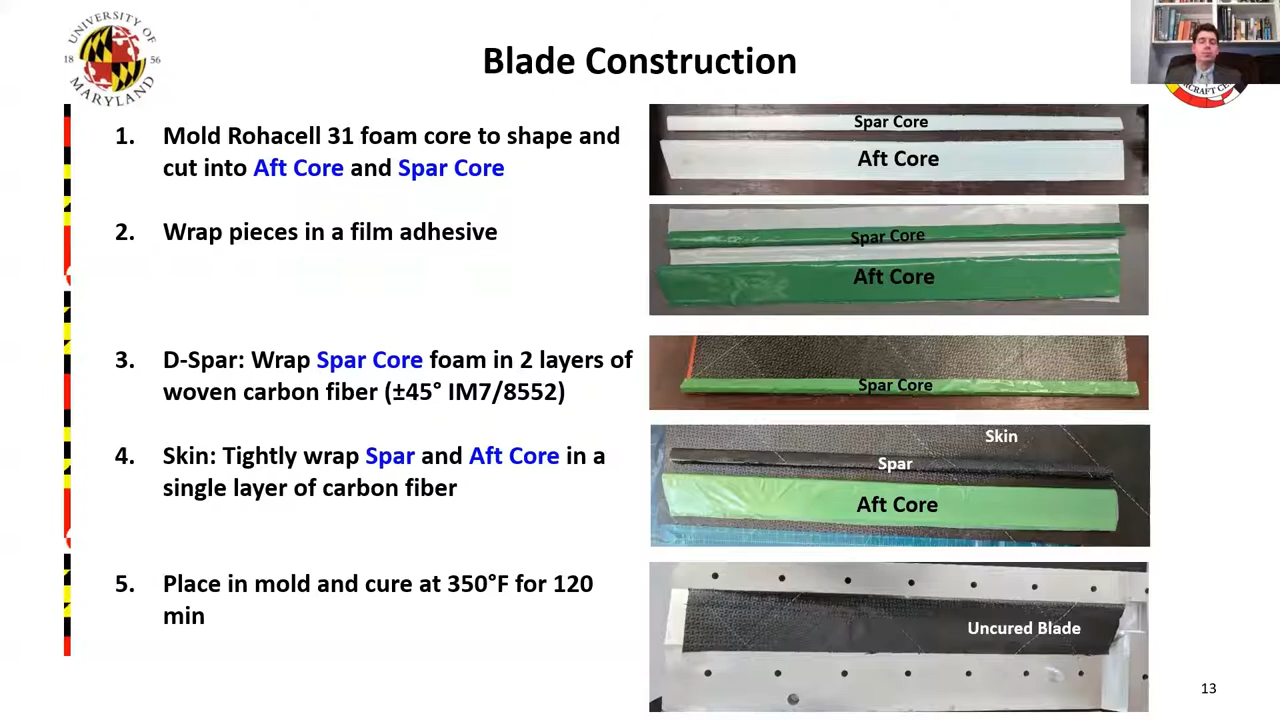 UNIVERSITY OF
18 56
MARYLAND
Blade Construction
1. Mold Rohacell 31 foam core to shape and
cut into Aft Core and Spar Core
2. Wrap pieces in a film adhesive
3. D-Spar: Wrap Spar Core foam in 2 layers of
woven carbon fiber (±45° IM7/8552)
4. Skin: Tightly wrap Spar and Aft Core in a
single layer of carbon fiber
5. Place in mold and cure at 350°F for 120
min
Spar Core
Aft Core
Spar Core
Aft Core
Spar Core
Skin
Spar
Aft Core
Uncured Blade
13